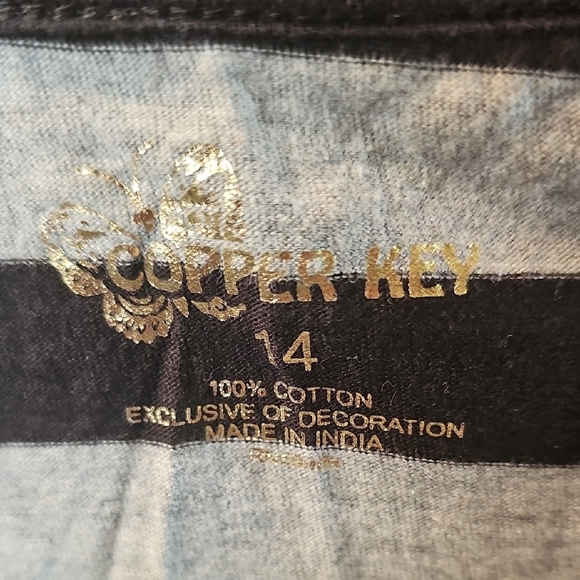 COPPER KEY
14
100% COTTON
EXCLUSIVE OF DECORATION
MADE IN INDIA